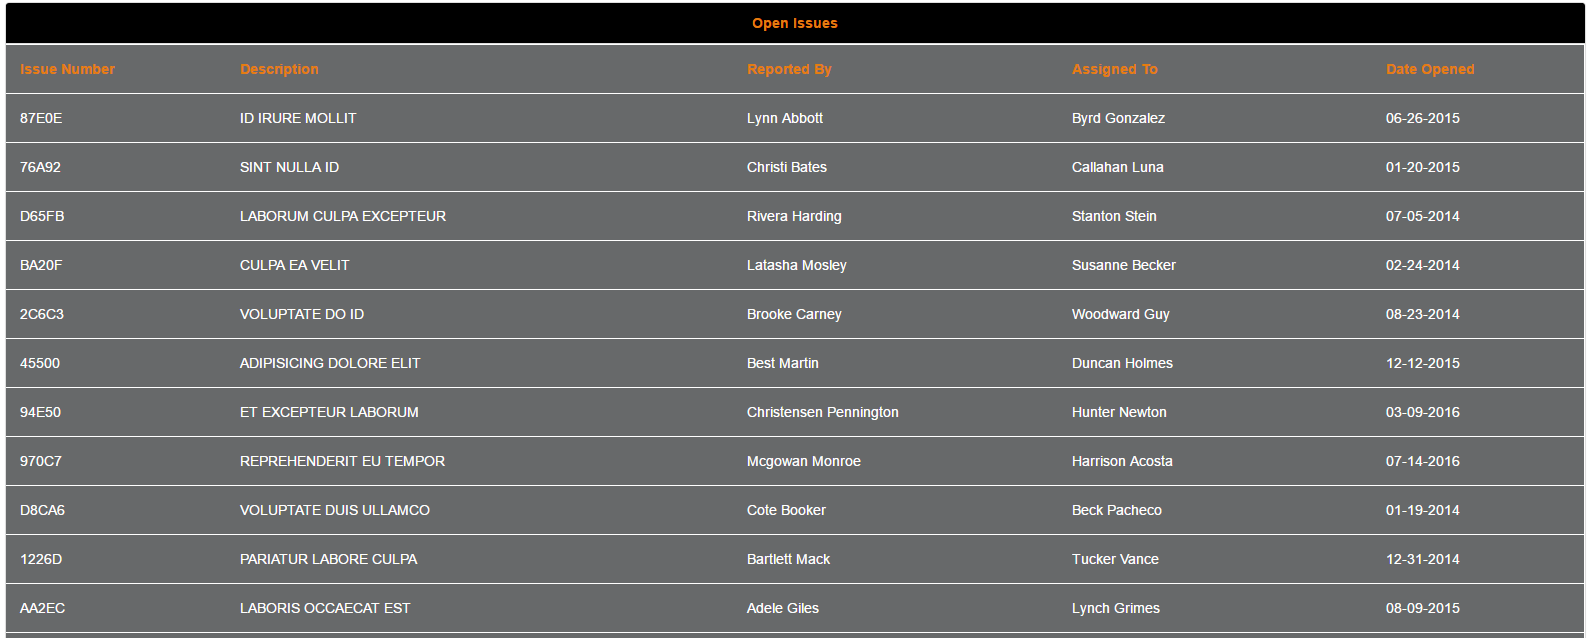 Open Issues
Issue Number Description Reported By Assigned To Date Opened
87E0E ID IRURE MOLLIT Lynn Abbott Byrd Gonzalez 06-26-2015
76A92 SINT NULLA ID Christi Bates Callahan Luna 01-20-2015
D65FB LABORUM CULPA EXCEPTEUR Rivera Harding Stanton Stein 07-05-2014
BA20F CULPA EA VELIT Latasha Mosley Susanne Becker 02-24-2014
2C6C3 VOLUPTATE DO ID Brooke Carney Woodward Guy 08-23-2014
45500 ADIPISICING DOLORE ELIT Best Martin Duncan Holmes 12-12-2015
94E50 ET EXCEPTEUR LABORUM Christensen Pennington Hunter Newton 03-09-2016
970C7 REPREHENDERIT EU TEMPOR Mcgowan Monroe Harrison Acosta 07-14-2016
D8CA6 VOLUPTATE DUIS ULLAMCO Cote Booker Beck Pacheco 01-19-2014
1226D PARIATUR LABORE CULPA Bartlett Mack Tucker Vance 12-31-2014
AA2EC LABORIS OCCAECAT EST Adele Giles Lynch Grimes 08-09-2015